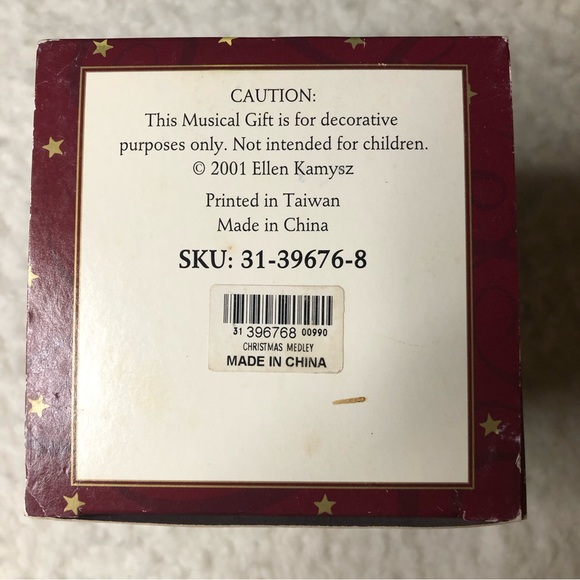 CAUTION:
This Musical Gift is for decorative
purposes only. Not intended for children.
© 2001 Ellen Kamysz
Printed in Taiwan
Made in China
SKU: 31-39676-8
31 396768 00990
CHRISTMAS MEDLEY
MADE IN CHINA